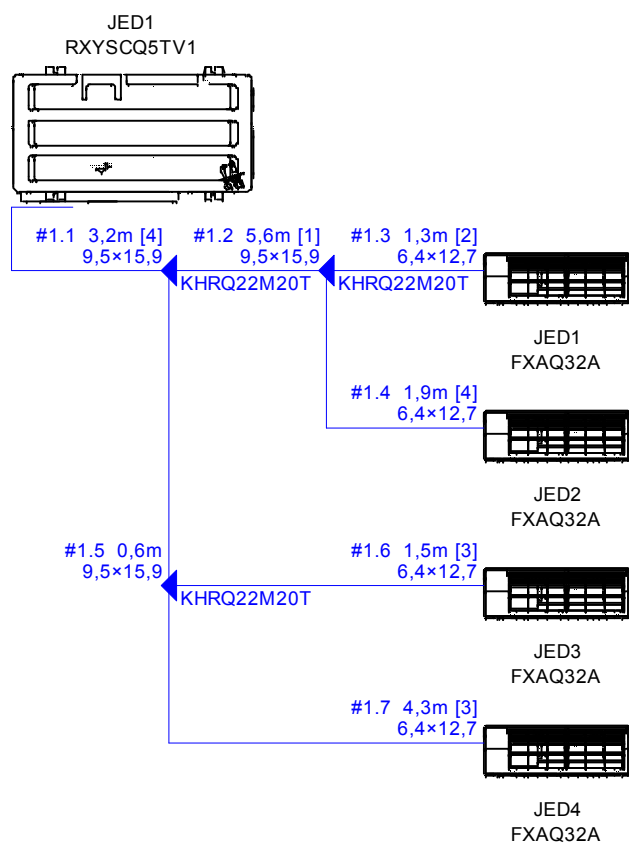 JED1
RXYSCQ5TV1
#1.1 3,2m [4]
9,5×15,9
#1.2 5,6m [1]
9,5×15,9
#1.3 1,3m [2]
6,4×12,7
KHRQ22M20T
KHRQ22M20T
JED1
FXAQ32A
#1.4 1,9m [4]
6,4×12,7
JED2
FXAQ32A
#1.5 0,6m
9,5×15,9
#1.6 1,5m [3]
6,4×12,7
KHRQ22M20T
JED3
FXAQ32A
#1.7 4,3m [3]
6,4×12,7
JED4
FXAQ32A